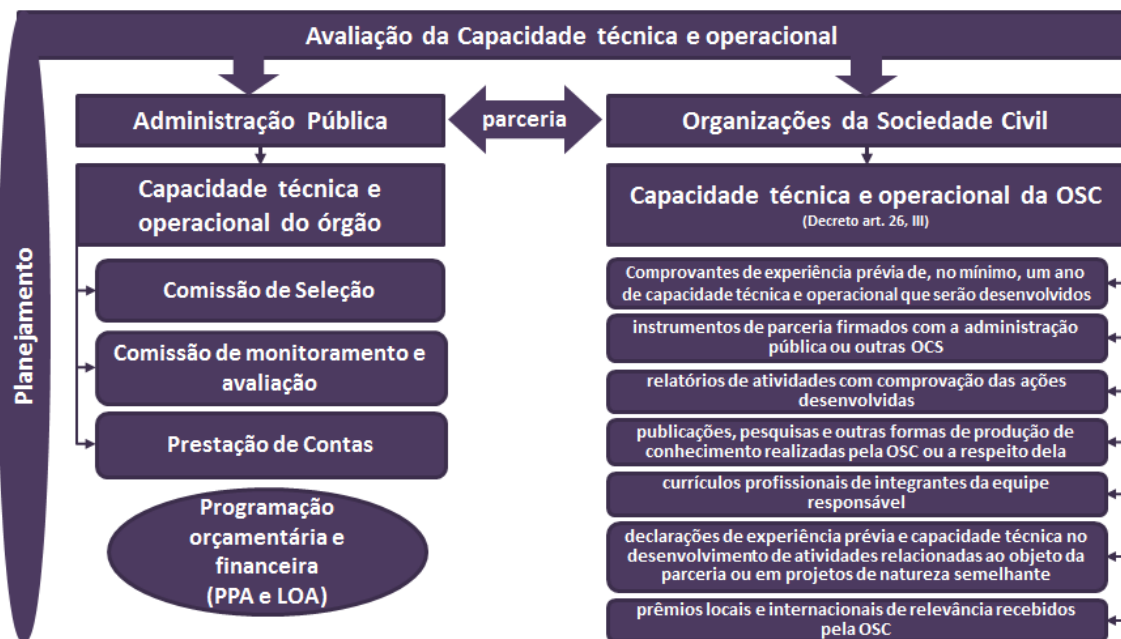 Avaliação da Capacidade técnica e operacional
Planejamento
Administração Pública
parceria
Organizações da Sociedade Civil
Capacidade técnica e
operacional do órgão
Comissão de Seleção
Comissão de monitoramento e
avaliação
Prestação de Contas
Programação
orçamentária e
financeira
(PPA e LOA)
Capacidade técnica e operacional da OSC
(Decreto art. 26, III)
Comprovantes de experiência prévia de, no mínimo, um ano
de capacidade técnica e operacional que serão desenvolvidos
instrumentos de parceria firmados com a administração
pública ou outras OCS
relatórios de atividades com comprovação das ações
desenvolvidas
publicações, pesquisas e outras formas de produção de
conhecimento realizadas pela OSC ou a respeito dela
currículos profissionais de integrantes da equipe
responsável
declarações de experiência prévia e capacidade técnica no
desenvolvimento de atividades relacionadas ao objeto da
parceria ou em projetos de natureza semelhante
prêmios locais e internacionais de relevância recebidos
pela OSC